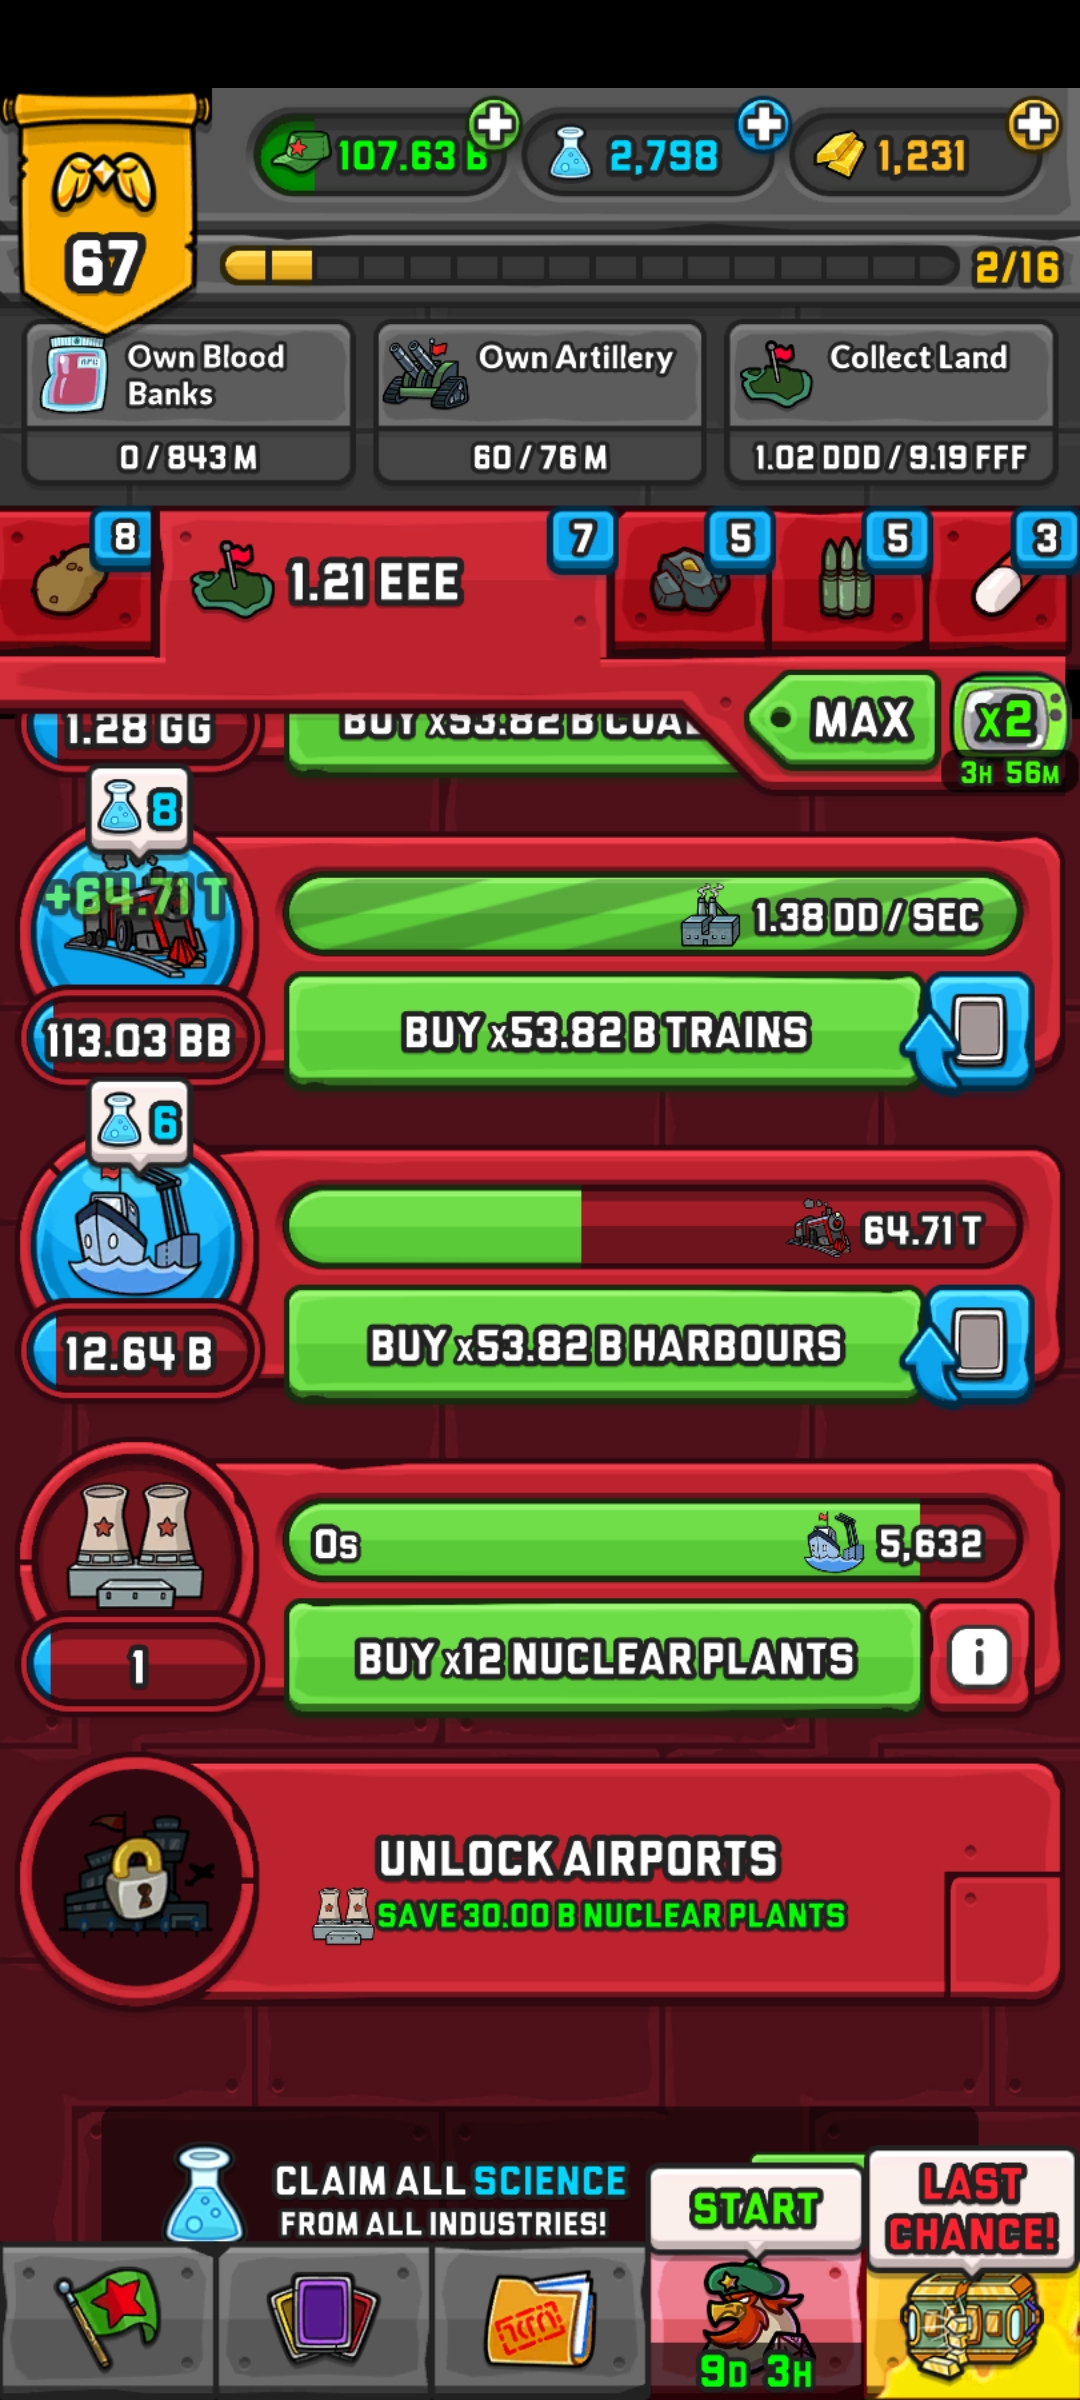 107.63 B
2,798
1,231
67
2/16
Own Blood
Banks
0 / 843 M
Own Artillery
60 / 76 M
Collect Land
1.02 DDD / 9.19 FFF
8
1.21 EEE
7
5
5
3
MAX
x2
3H 56M
1.28 GG
BUY x53.82 B COAL
8
+64.71 T
1.38 DD / SEC
113.03 BB
BUY x53.82 B TRAINS
6
64.71 T
12.64 B
BUY x53.82 B HARBOURS
0s
5,632
1
BUY x12 NUCLEAR PLANTS
i
UNLOCK AIRPORTS
SAVE 30.00 B NUCLEAR PLANTS
CLAIM ALL SCIENCE
FROM ALL INDUSTRIES!
START
LAST
CHANCE!
9D 3H